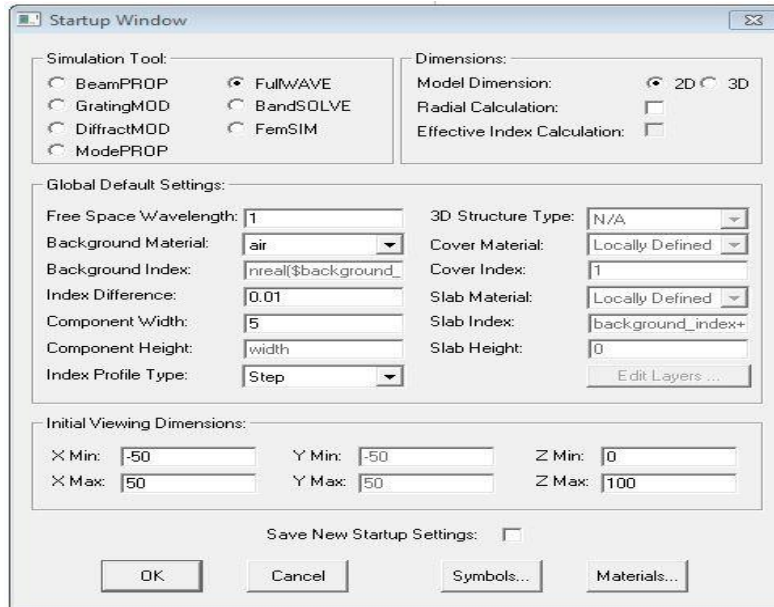 Startup Window
Simulation Tool:
BeamPROP
FullWAVE
GratingMOD
BandSOLVE
DiffractMOD
FemSIM
ModePROP
Dimensions:
Model Dimension:
2D
3D
Radial Calculation:
Effective Index Calculation:
Global Default Settings:
Free Space Wavelength: 1
Background Material: air
Background Index: nreal($background_
Index Difference: 0.01
Component Width: 5
Component Height: width
Index Profile Type: Step
3D Structure Type: N/A
Cover Material: Locally Defined
Cover Index: 1
Slab Material: Locally Defined
Slab Index: background_index+
Slab Height: 0
Edit Layers ...
Initial Viewing Dimensions:
X Min: -50
Y Min: -50
Z Min: 0
X Max: 50
Y Max: 50
Z Max: 100
Save New Startup Settings:
OK
Cancel
Symbols...
Materials...